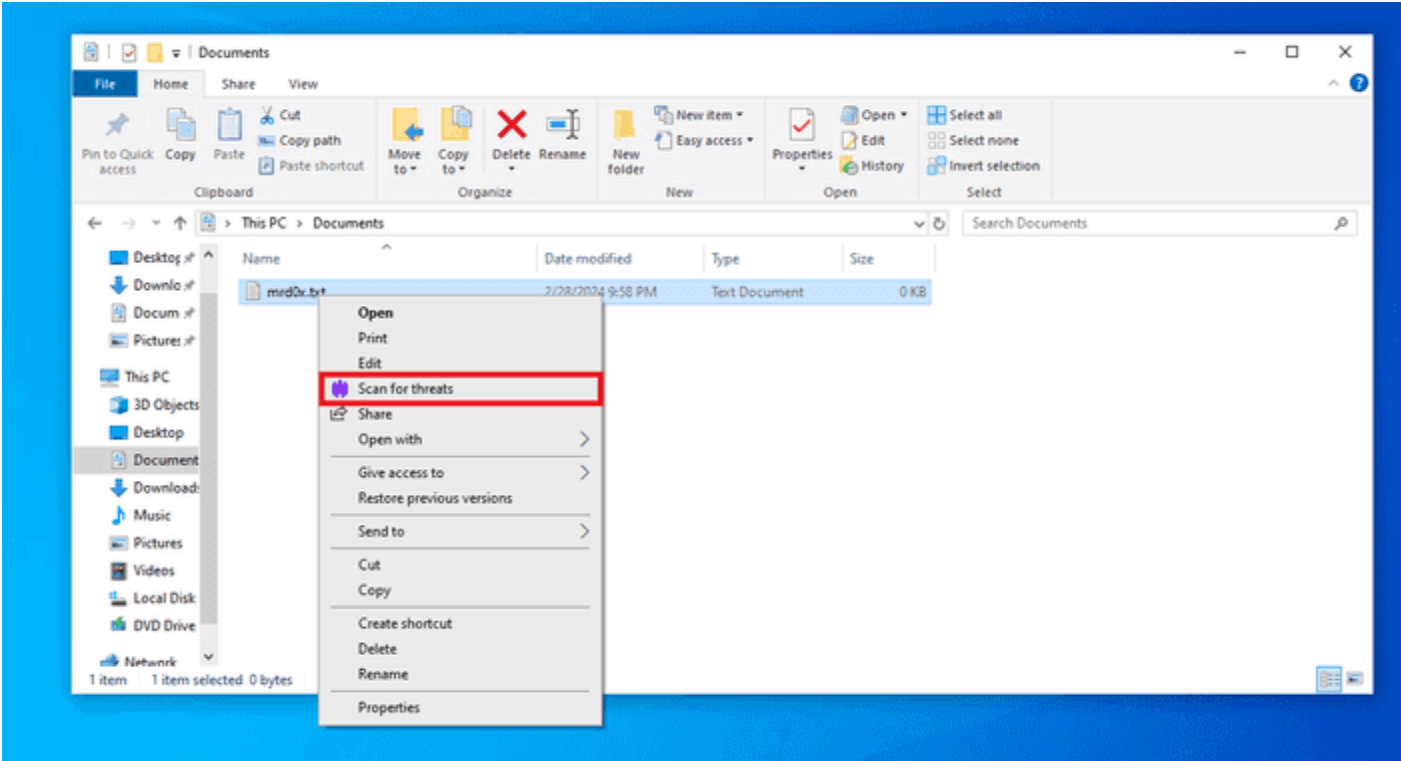 Documents
File Home Share View
Pin to Quick access
Copy
Paste
Cut
Copy path
Paste shortcut
Clipboard
Move to
Copy to
Delete
Rename
Organize
New folder
New item
Easy access
New
Properties
Open
Edit
History
Open
Select all
Select none
Invert selection
Select
This PC > Documents
Search Documents
Name Date modified Type Size
mrd0x.txt 2/28/2024 9:58 PM Text Document 0 KB
Desktop
Downlo
Docum
Pictures
This PC
3D Objects
Desktop
Document
Downloads
Music
Pictures
Videos
Local Disk
DVD Drive
Network
Open
Print
Edit
Scan for threats
Share
Open with
Give access to
Restore previous versions
Send to
Cut
Copy
Create shortcut
Delete
Rename
Properties
1 item 1 item selected 0 bytes